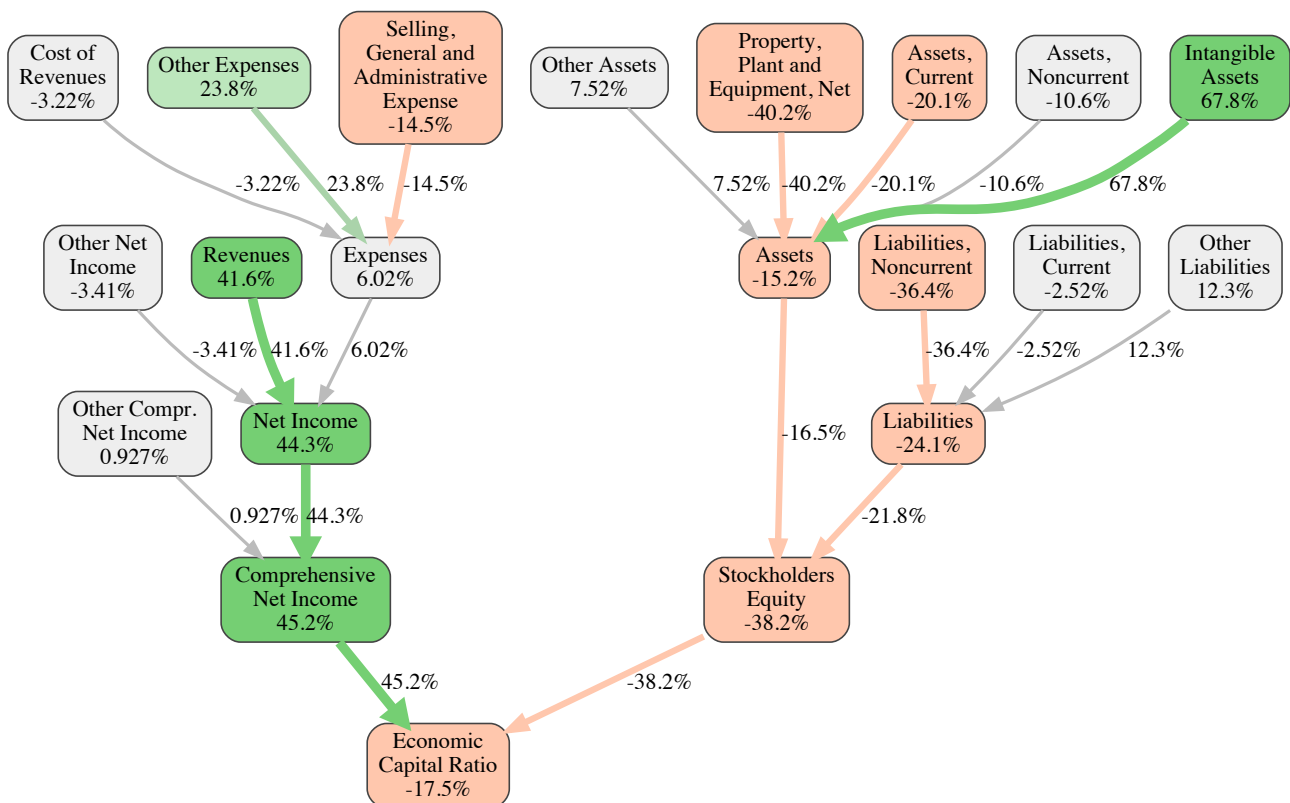 Cost of
Revenues
-3.22%
Other Expenses
23.8%
Selling,
General and
Administrative
Expense
-14.5%
Other Assets
7.52%
Property,
Plant and
Equipment, Net
-40.2%
Assets,
Current
-20.1%
Assets,
Noncurrent
-10.6%
Intangible
Assets
67.8%
-3.22%
23.8%
-14.5%
7.52%
-40.2%
-20.1%
-10.6%
67.8%
Other Net
Income
-3.41%
Revenues
41.6%
Expenses
6.02%
Assets
-15.2%
Liabilities,
Noncurrent
-36.4%
Liabilities,
Current
-2.52%
Other
Liabilities
12.3%
-3.41%
41.6%
6.02%
-36.4%
-2.52%
12.3%
Other Compr.
Net Income
0.927%
Net Income
44.3%
-16.5%
Liabilities
-24.1%
0.927%
44.3%
-21.8%
Comprehensive
Net Income
45.2%
Stockholders
Equity
-38.2%
45.2%
-38.2%
Economic
Capital Ratio
-17.5%